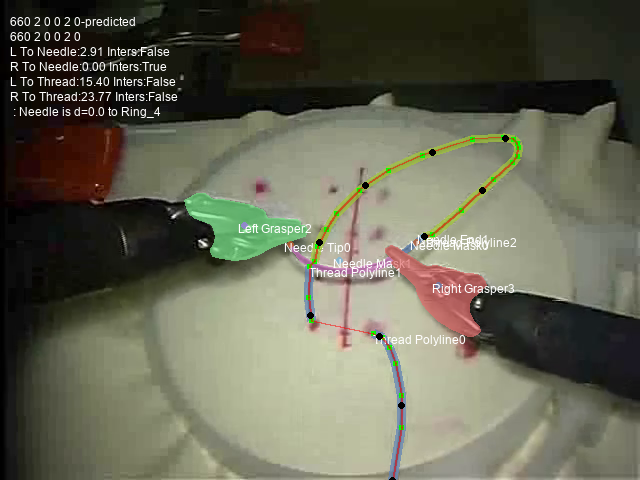 660 2 0 0 2 0-predicted
660 2 0 0 2 0
L To Needle:2.91 Inters:False
R To Needle:0.00 Inters:True
L To Thread:15.40 Inters:False
R To Thread:23.77 Inters:False
: Needle is d=0.0 to Ring_4
Left Grasper2
Needle Tip0
Needle End1
Polyline2
Needle Mask0
Needle Mask1
Thread Polyline1
Right Grasper3
Thread Polyline0